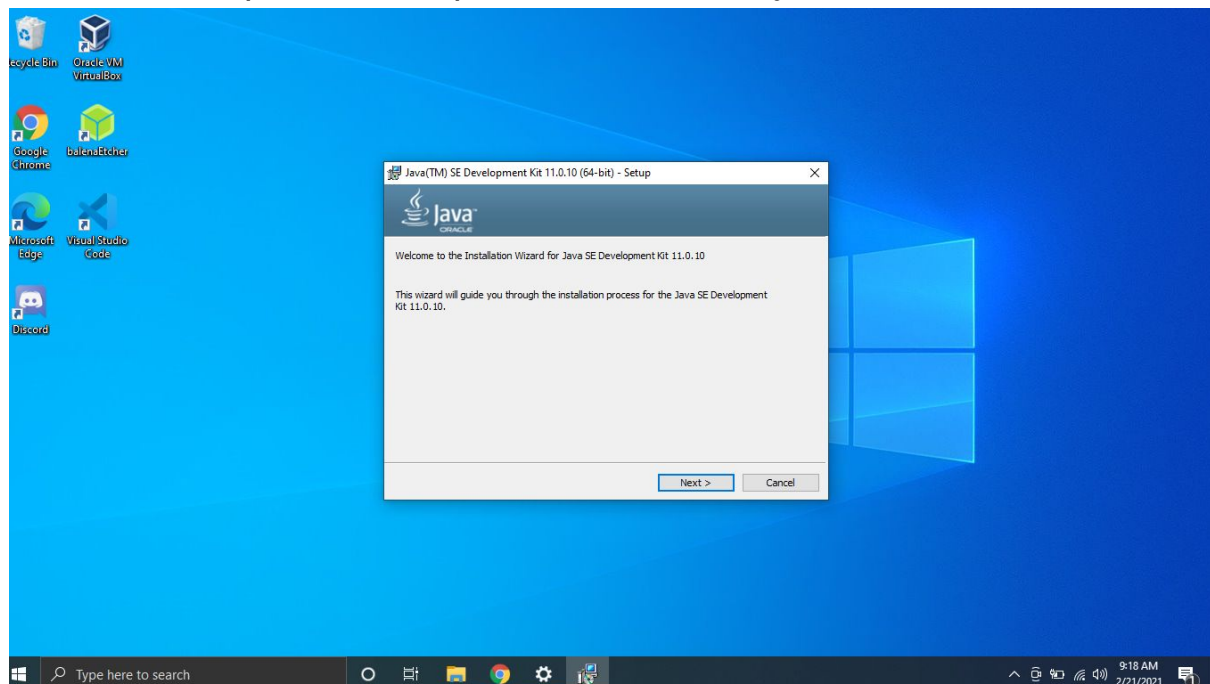 ecycle Bin
Oracle VM
VirtualBox
Google
Chrome
balenaEtcher
Microsoft
Edge
Visual Studio
Code
Discord
Java(TM) SE Development Kit 11.0.10 (64-bit) - Setup
Java™
ORACLE
Welcome to the Installation Wizard for Java SE Development Kit 11.0.10
This wizard will guide you through the installation process for the Java SE Development
Kit 11.0.10.
Next >
Cancel
Type here to search
9:18 AM
2/21/2021